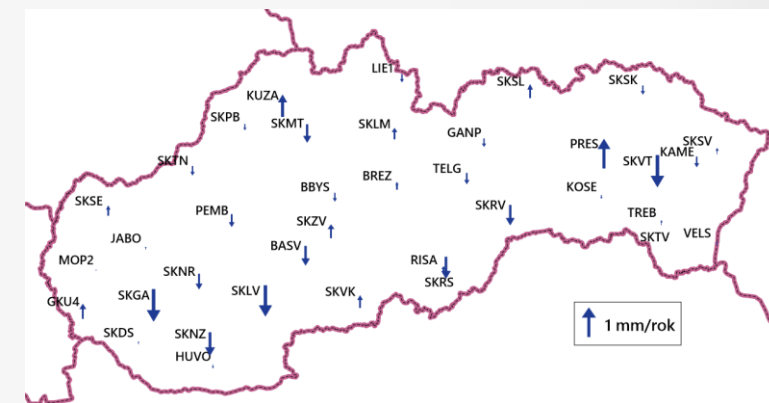 LIE1
SKSL
SKSK
KUZA
SKPB
SKMT
SKLM
GANP
PRES
SKSV
KAME
SKVT
SKTN
BREZ
TELG
BBYS
KOSE
SKSE
PEMB
SKRV
SKZV
TREB
JABO
BASV
SKTV
VELS
MOP2
RISA
SKNR
SKRS
GKU4
SKGA
SKLV
SKVK
1 mm/rok
SKDS
SKNZ
HUVO